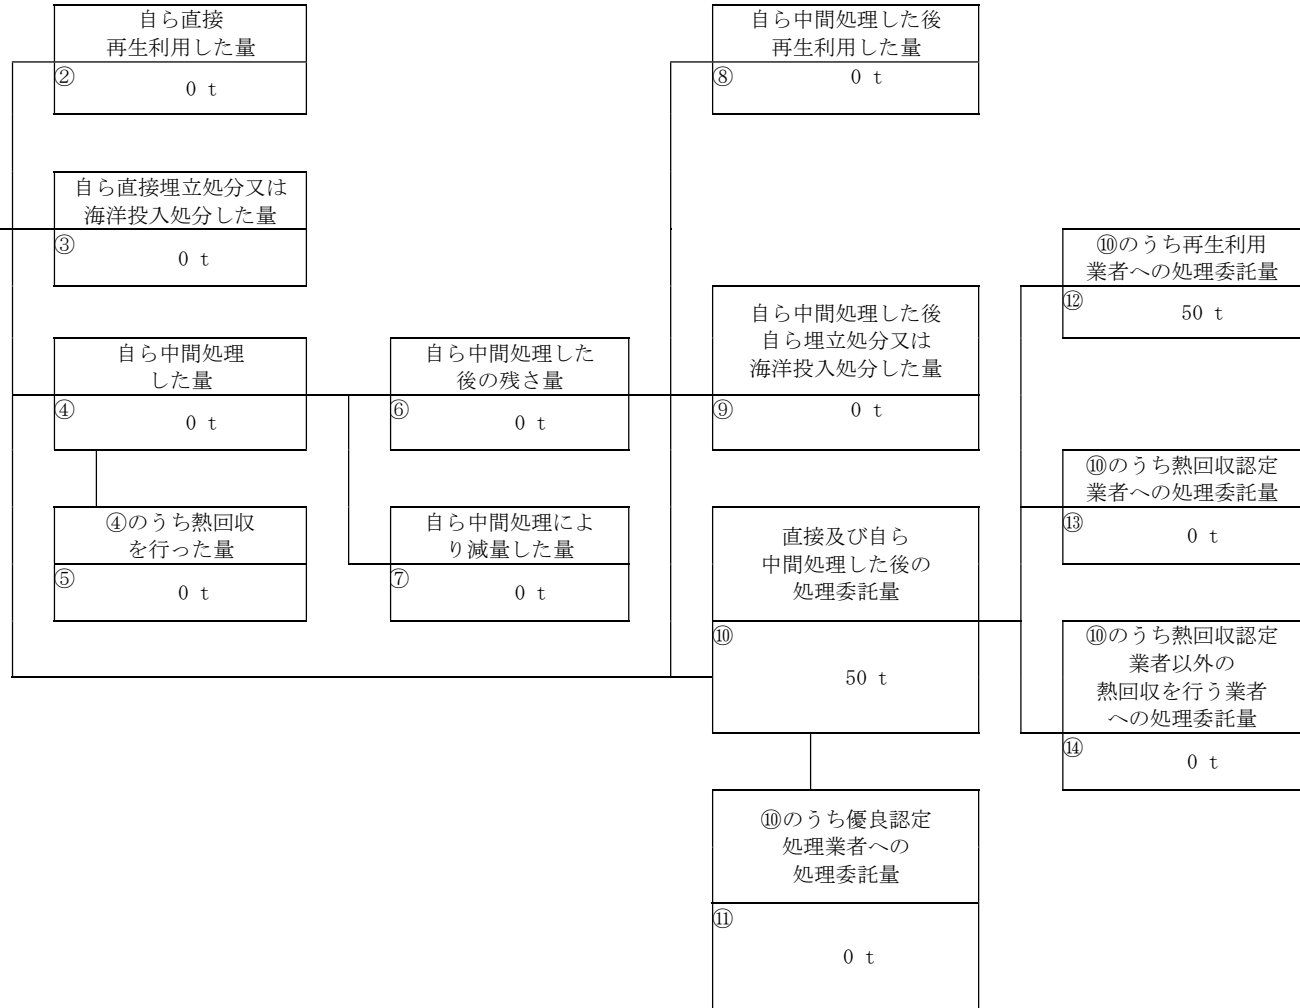 自ら直接
再生利用した量
②
0 t
自ら中間処理した後
再生利用した量
⑧
0 t
自ら直接埋立処分又は
海洋投入処分した量
③
0 t
⑩のうち再生利用
業者への処理委託量
⑫
50 t
自ら中間処理した後
自ら埋立処分又は
海洋投入処分した量
⑨
0 t
自ら中間処理
した量
④
0 t
自ら中間処理した
後の残さ量
⑥
0 t
⑩のうち熱回収認定
業者への処理委託量
⑬
0 t
④のうち熱回収
を行った量
⑤
0 t
自ら中間処理によ
り減量した量
⑦
0 t
直接及び自ら
中間処理した後の
処理委託量
⑩
50 t
⑩のうち熱回収認定
業者以外の
熱回収を行う業者
への処理委託量
⑭
0 t
⑩のうち優良認定
処理業者への
処理委託量
⑪
0 t